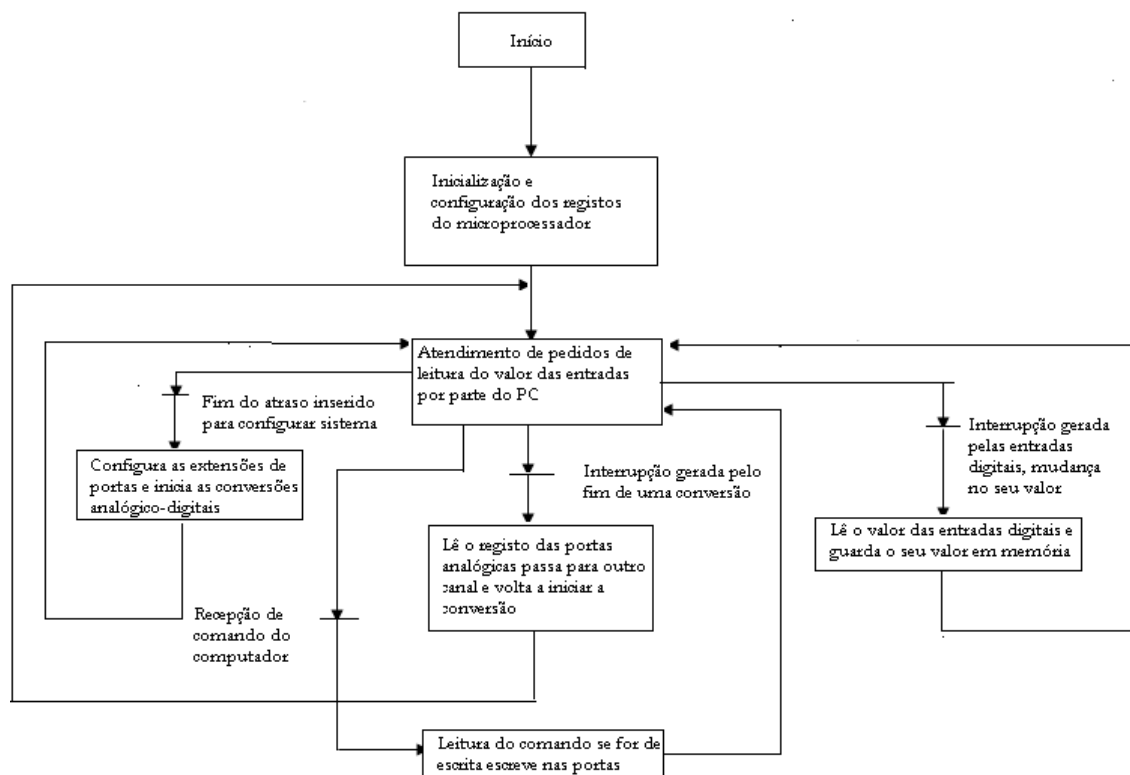 Início
Inicialização e
configuração dos registos
do microprocessador
Atendimento de pedidos de
leitura do valor das entradas
por parte do PC
Fim do atraso inserido
para configurar sistema
Configura as extensões de
portas e inicia as conversões
analógico-digitais
Interrupção gerada pelo
fim de uma conversão
Interrupção gerada
pelas entradas
digitais, mudança
no seu valor
Lê o registo das portas
analógicas passa para outro
canal e volta a iniciar a
conversão
Lê o valor das entradas digitais e
guarda o seu valor em memória
Recepção de
comando do
computador
Leitura do comando se for de
escrita escreve nas portas